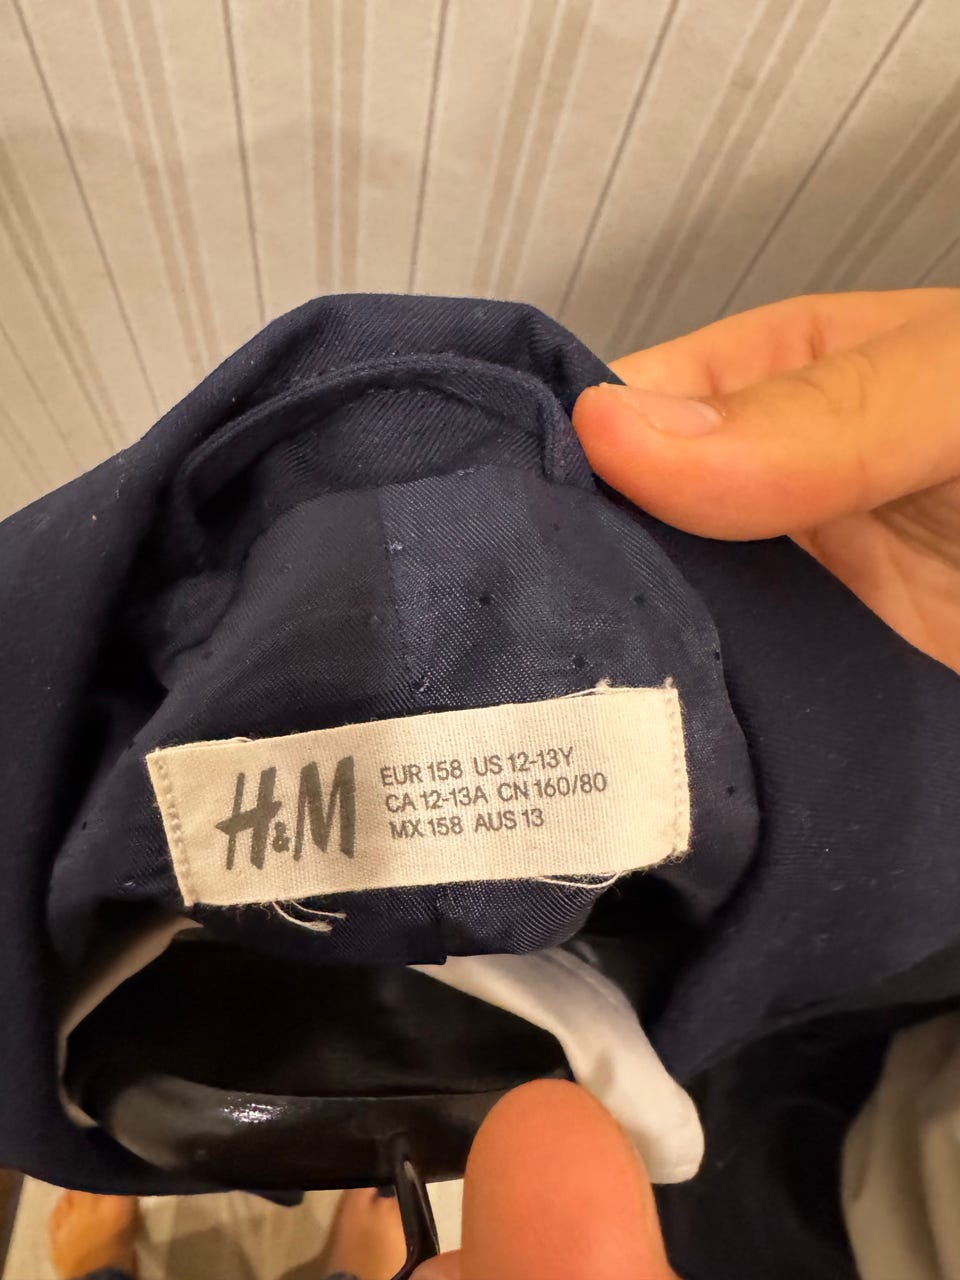 H&M
EUR 158 US 12-13Y
CA 12-13A CN 160/80
MX 158 AUS 13